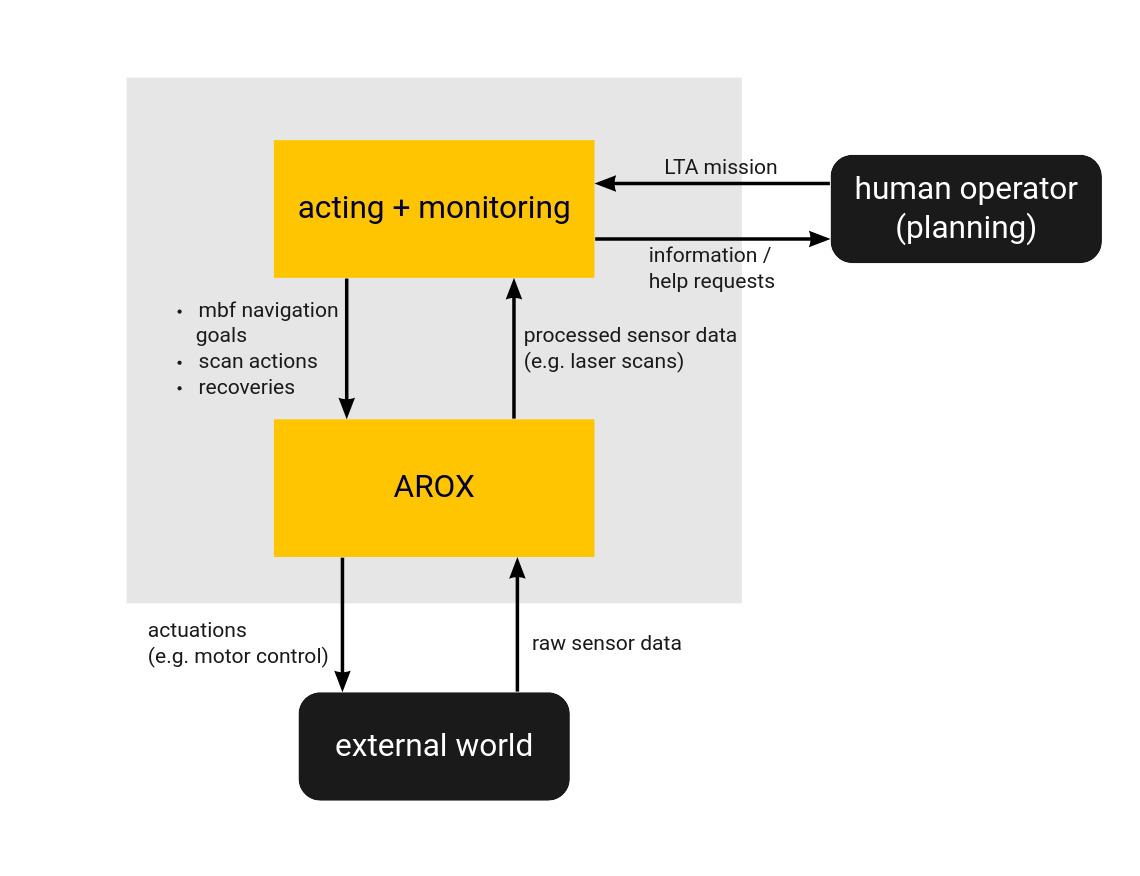 LTA mission
human operator
(planning)
acting + monitoring
information /
help requests
• mbf navigation
goals
• scan actions
• recoveries
processed sensor data
(e.g. laser scans)
AROX
actuations
(e.g. motor control)
raw sensor data
external world